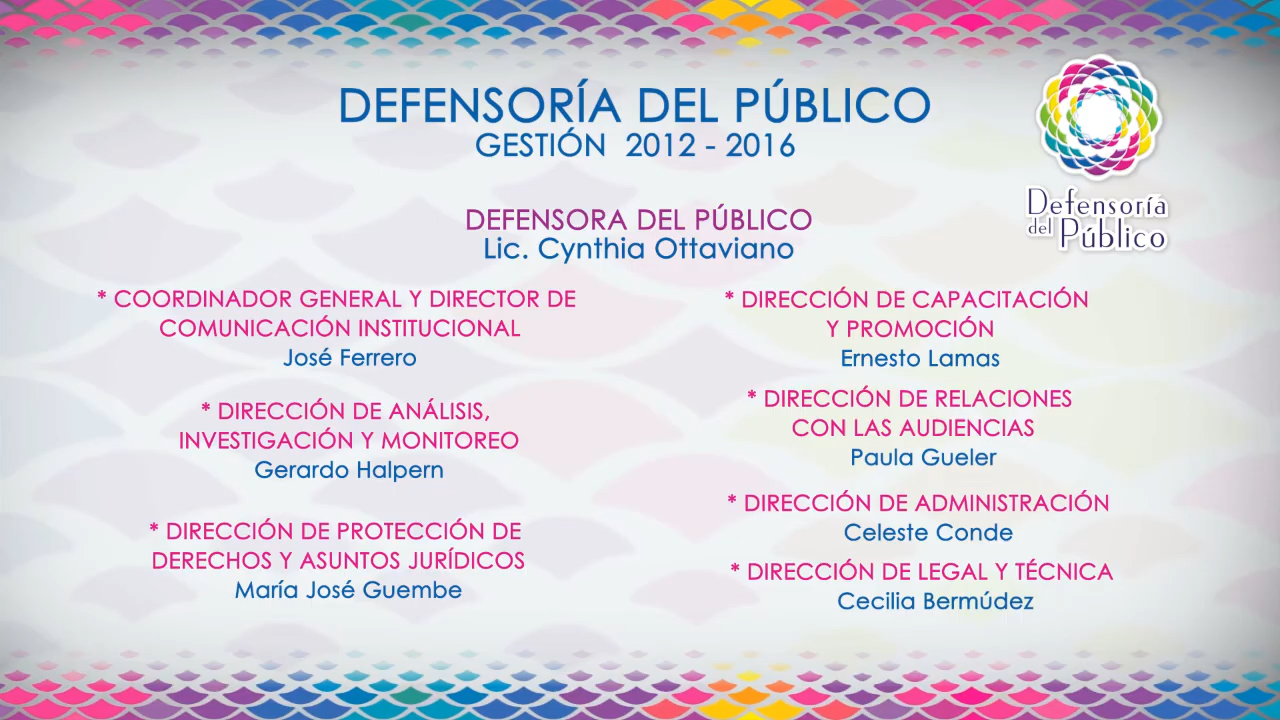 DEFENSORÍA DEL PÚBLICO
GESTIÓN 2012 - 2016
Defensoría
del Público
DEFENSORA DEL PÚBLICO
Lic. Cynthia Ottaviano
* COORDINADOR GENERAL Y DIRECTOR DE
COMUNICACIÓN INSTITUCIONAL
José Ferrero
* DIRECCIÓN DE ANÁLISIS,
INVESTIGACIÓN Y MONITOREO
Gerardo Halpern
* DIRECCIÓN DE PROTECCIÓN DE
DERECHOS Y ASUNTOS JURÍDICOS
María José Guembe
* DIRECCIÓN DE CAPACITACIÓN
Y PROMOCIÓN
Ernesto Lamas
* DIRECCIÓN DE RELACIONES
CON LAS AUDIENCIAS
Paula Gueler
* DIRECCIÓN DE ADMINISTRACIÓN
Celeste Conde
* DIRECCIÓN DE LEGAL Y TÉCNICA
Cecilia Bermúdez